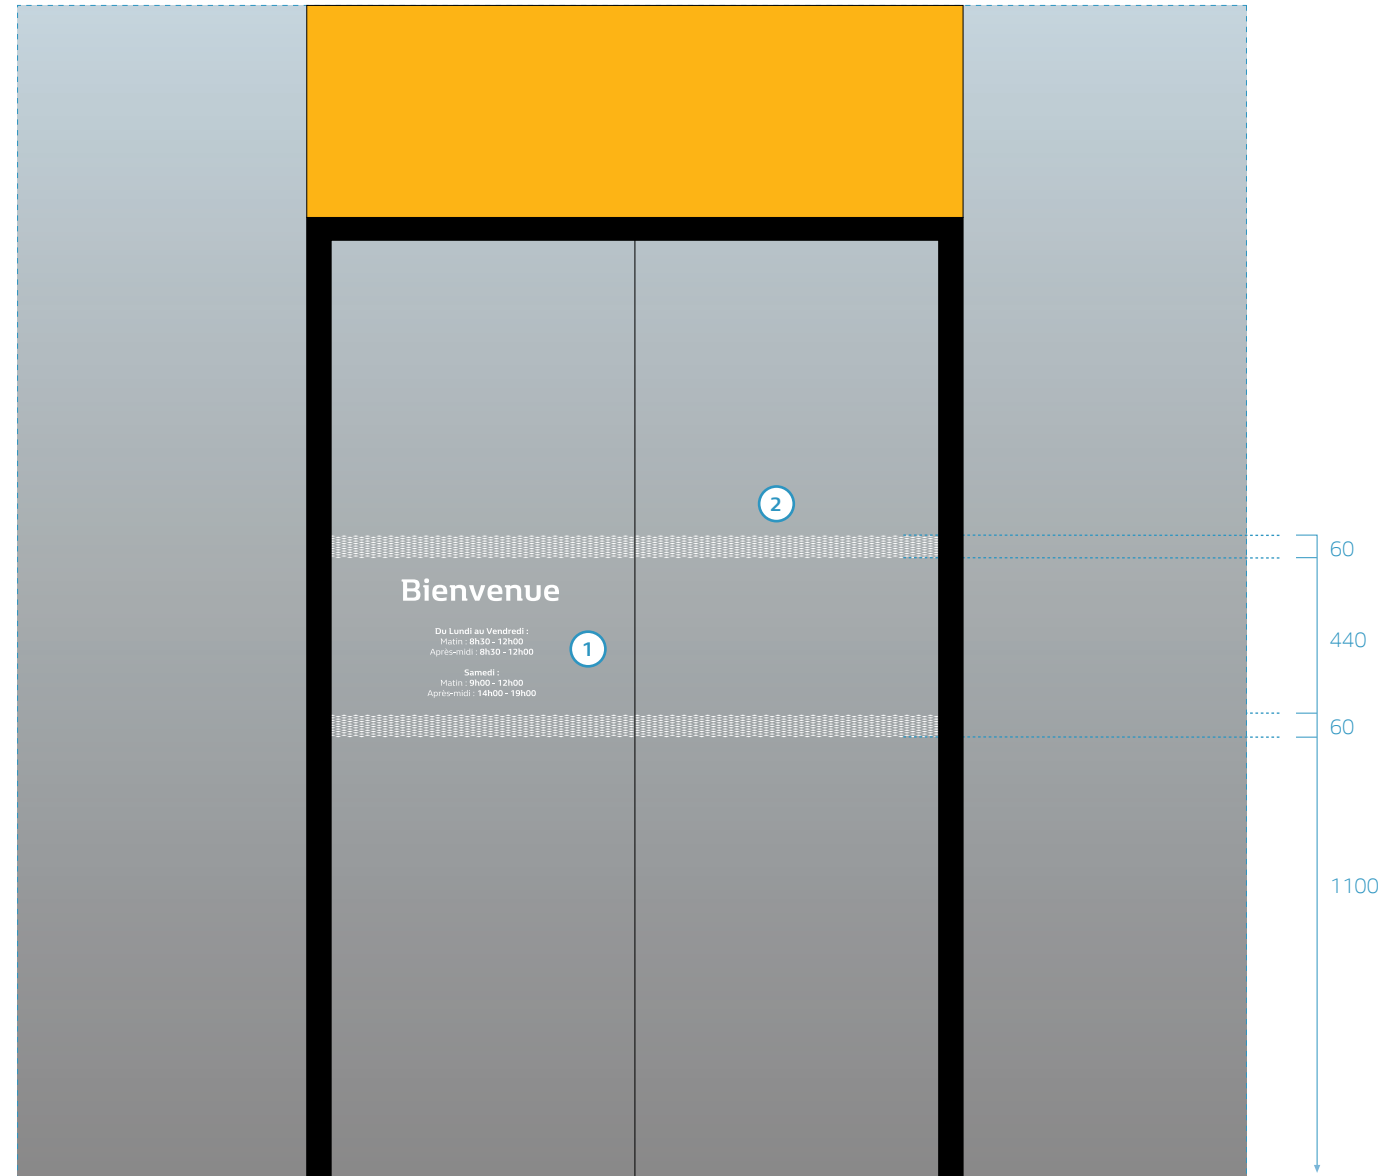 2
60
Bienvenue
Du Lundi au Vendredi :
Matin : 8h30 - 12h00
Après-midi : 8h30 - 12h00
1
440
Samedi :
Matin : 9h00 - 12h00
Après-midi : 14h00 - 19h00
60
1100